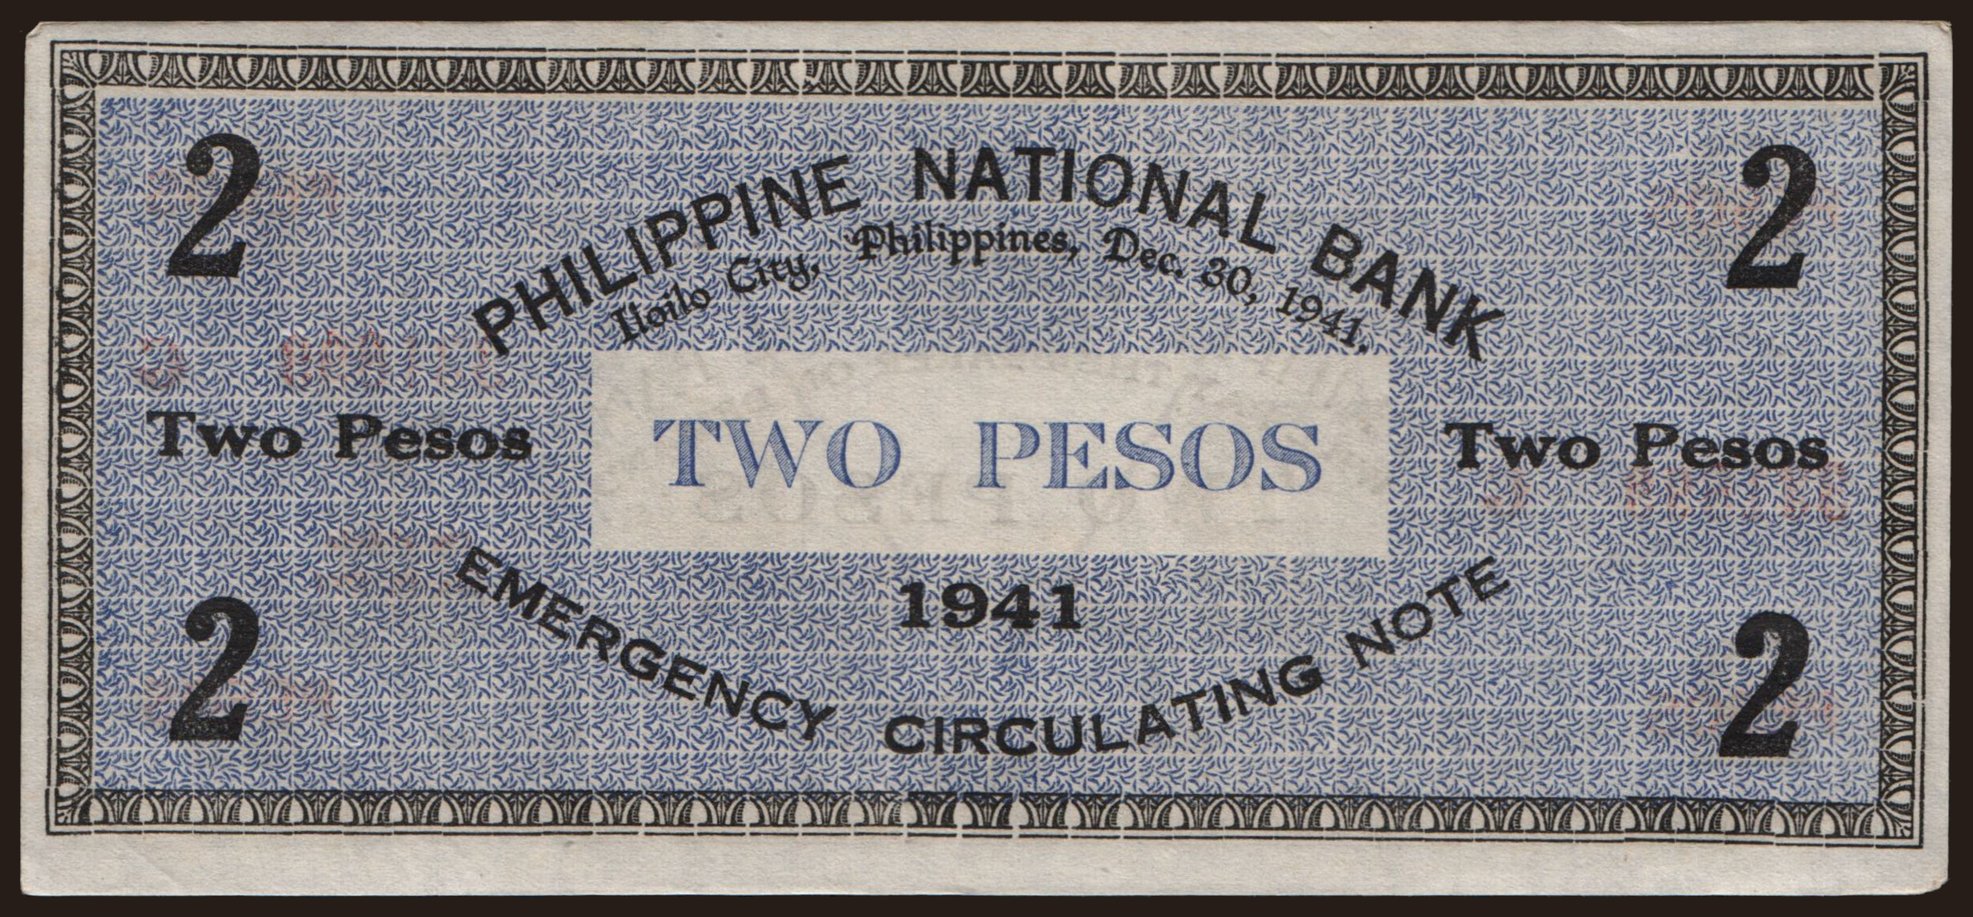 2 2
PHILIPPINE NATIONAL BANK
Iloilo City, Philippines, Dec. 30, 1941.
TWO PESOS
Two Pesos Two Pesos
1941
EMERGENCY CIRCULATING NOTE
2 2